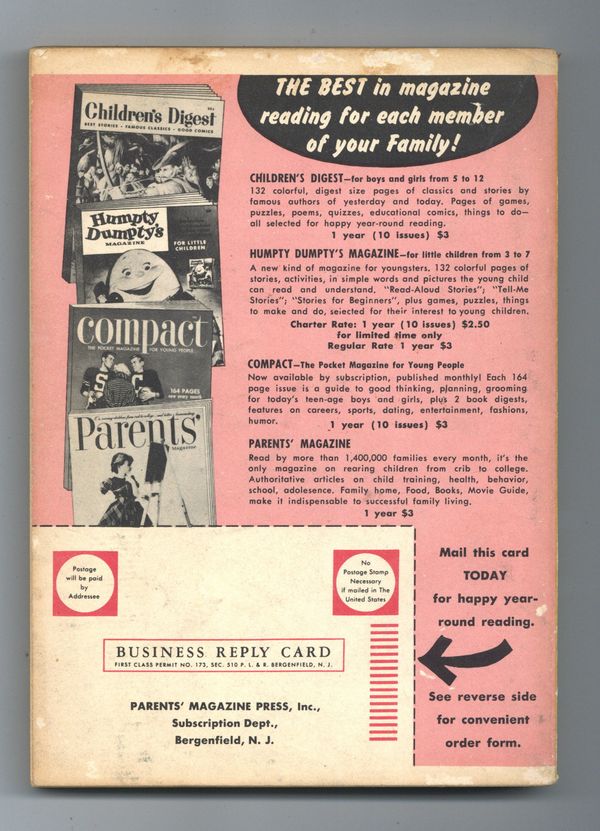 THE BEST in magazine
reading for each member
of your Family!
Children's Digest
BEST STORIES • FAMOUS CLASSICS • GOOD COMICS
Humpty
Dumpty's
MAGAZINE
FOR LITTLE
CHILDREN
compact
THE POCKET MAGAZINE FOR YOUNG PEOPLE
164 PAGES
Parents'
Magazine
CHILDREN'S DIGEST—for boys and girls from 5 to 12
132 colorful, digest size pages of classics and stories by
famous authors of yesterday and today. Pages of games,
puzzles, poems, quizzes, educational comics, things to do—
all selected for happy year-round reading.
1 year (10 issues) $3
HUMPTY DUMPTY'S MAGAZINE—for little children from 3 to 7
A new kind of magazine for youngsters. 132 colorful pages of
stories, activities, in simple words and pictures the young child
can read and understand. "Read-Aloud Stories"; "Tell-Me
Stories"; "Stories for Beginners", plus games, puzzles, things
to make and do, selected for their interest to young children.
Charter Rate: 1 year (10 issues) $2.50
for limited time only
Regular Rate 1 year $3
COMPACT—The Pocket Magazine for Young People
Now available by subscription, published monthly! Each 164
page issue is a guide to good thinking, planning, grooming
for today's teen-age boys and girls, plus 2 book digests,
features on careers, sports, dating, entertainment, fashions,
humor.
1 year (10 issues) $3
PARENTS' MAGAZINE
Read by more than 1,400,000 families every month, it's the
only magazine on rearing children from crib to college.
Authoritative articles on child training, health, behavior,
school, adolesence. Family home, Food, Books, Movie Guide,
make it indispensable to successful family living.
1 year $3
Postage
will be paid
by
Addressee
No
Postage Stamp
Necessary
if mailed in The
United States
BUSINESS REPLY CARD
FIRST CLASS PERMIT NO. 173, SEC. 510 P. L. & R. BERGENFIELD, N. J.
PARENTS' MAGAZINE PRESS, Inc.,
Subscription Dept.,
Bergenfield, N. J.
Mail this card
TODAY
for happy year-
round reading.
See reverse side
for convenient
order form.